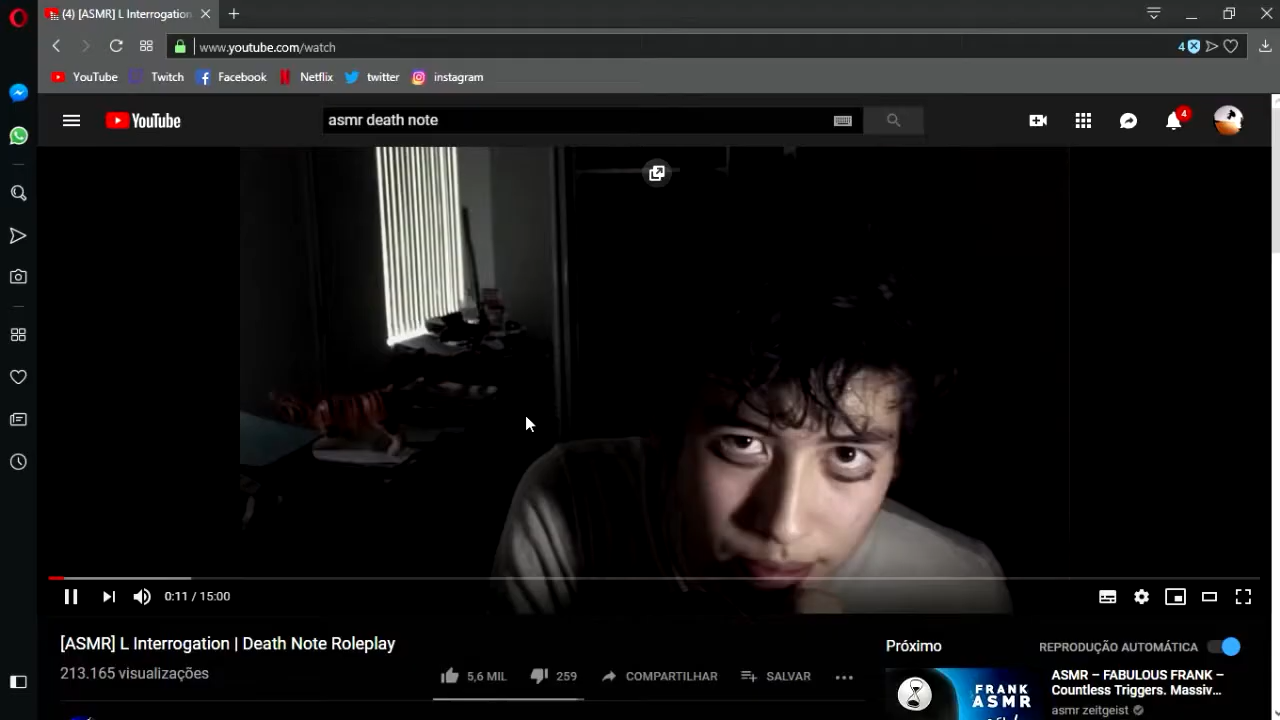 (4) [ASMR] L Interrogation
www.youtube.com/watch
4
YouTube
Twitch
Facebook
Netflix
twitter
instagram
YouTube
asmr death note
4
0:11 / 15:00
[ASMR] L Interrogation | Death Note Roleplay
213.165 visualizações
5,6 MIL
259
COMPARTILHAR
SALVAR
Próximo
REPRODUÇÃO AUTOMÁTICA
FRANK
ASMR
ASMR – FABULOUS FRANK –
Countless Triggers. Massiv...
asmr zeitgeist